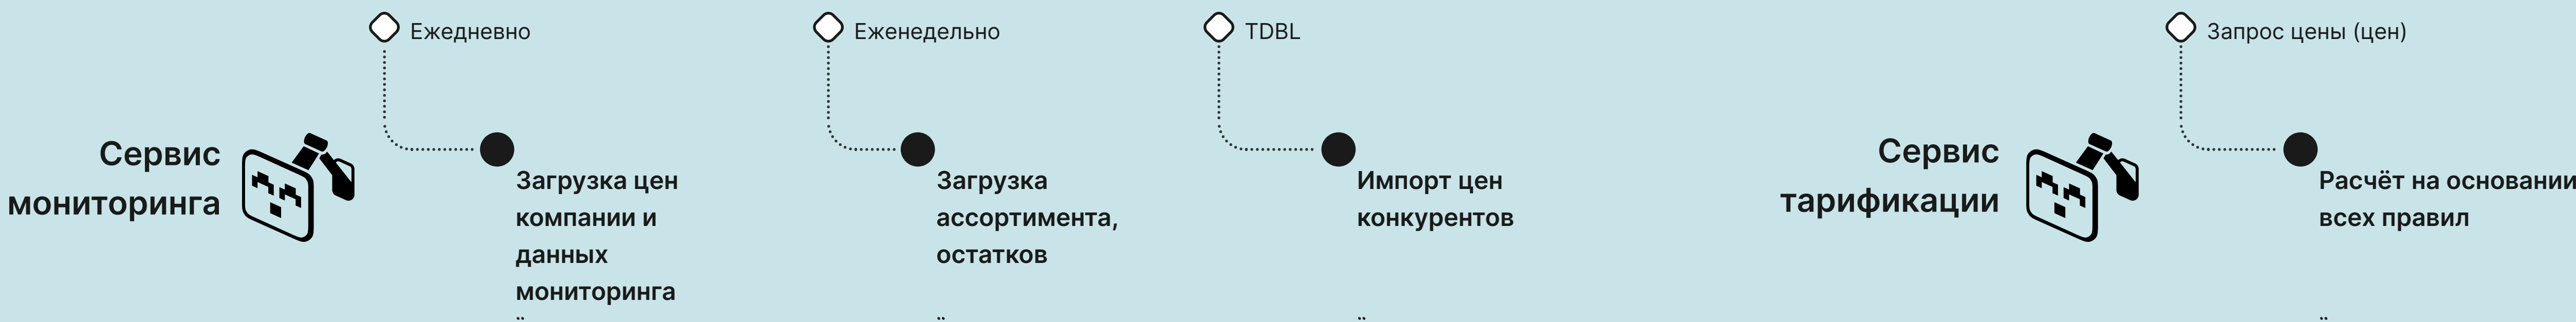 Ежедневно
Еженедельно
TDBL
Запрос цены (цен)
Сервис
мониторинга
Загрузка цен
компании и
данных
мониторинга
Загрузка
ассортимента,
остатков
Импорт цен
конкурентов
Сервис
тарификации
Расчёт на основании
всех правил